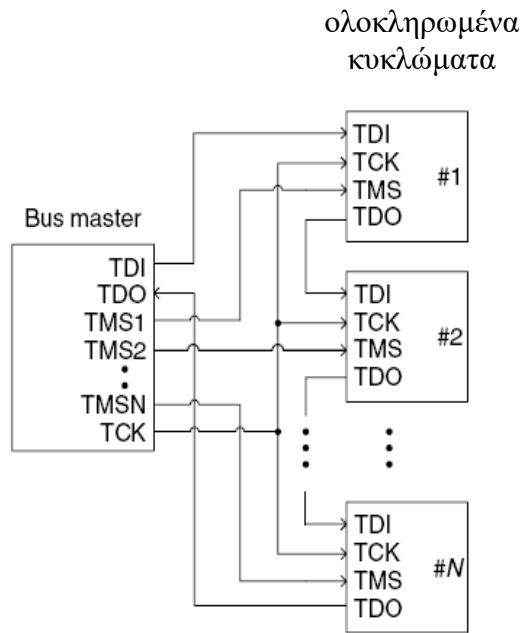 ολοκληρωμένα
κυκλώματα
TDI
TCK
TMS
TDO
#1
Bus master
TDI
TDO
TMS1
TMS2
TMSN
TCK
TDI
TCK
TMS
TDO
#2
TDI
TCK
TMS
TDO
#N